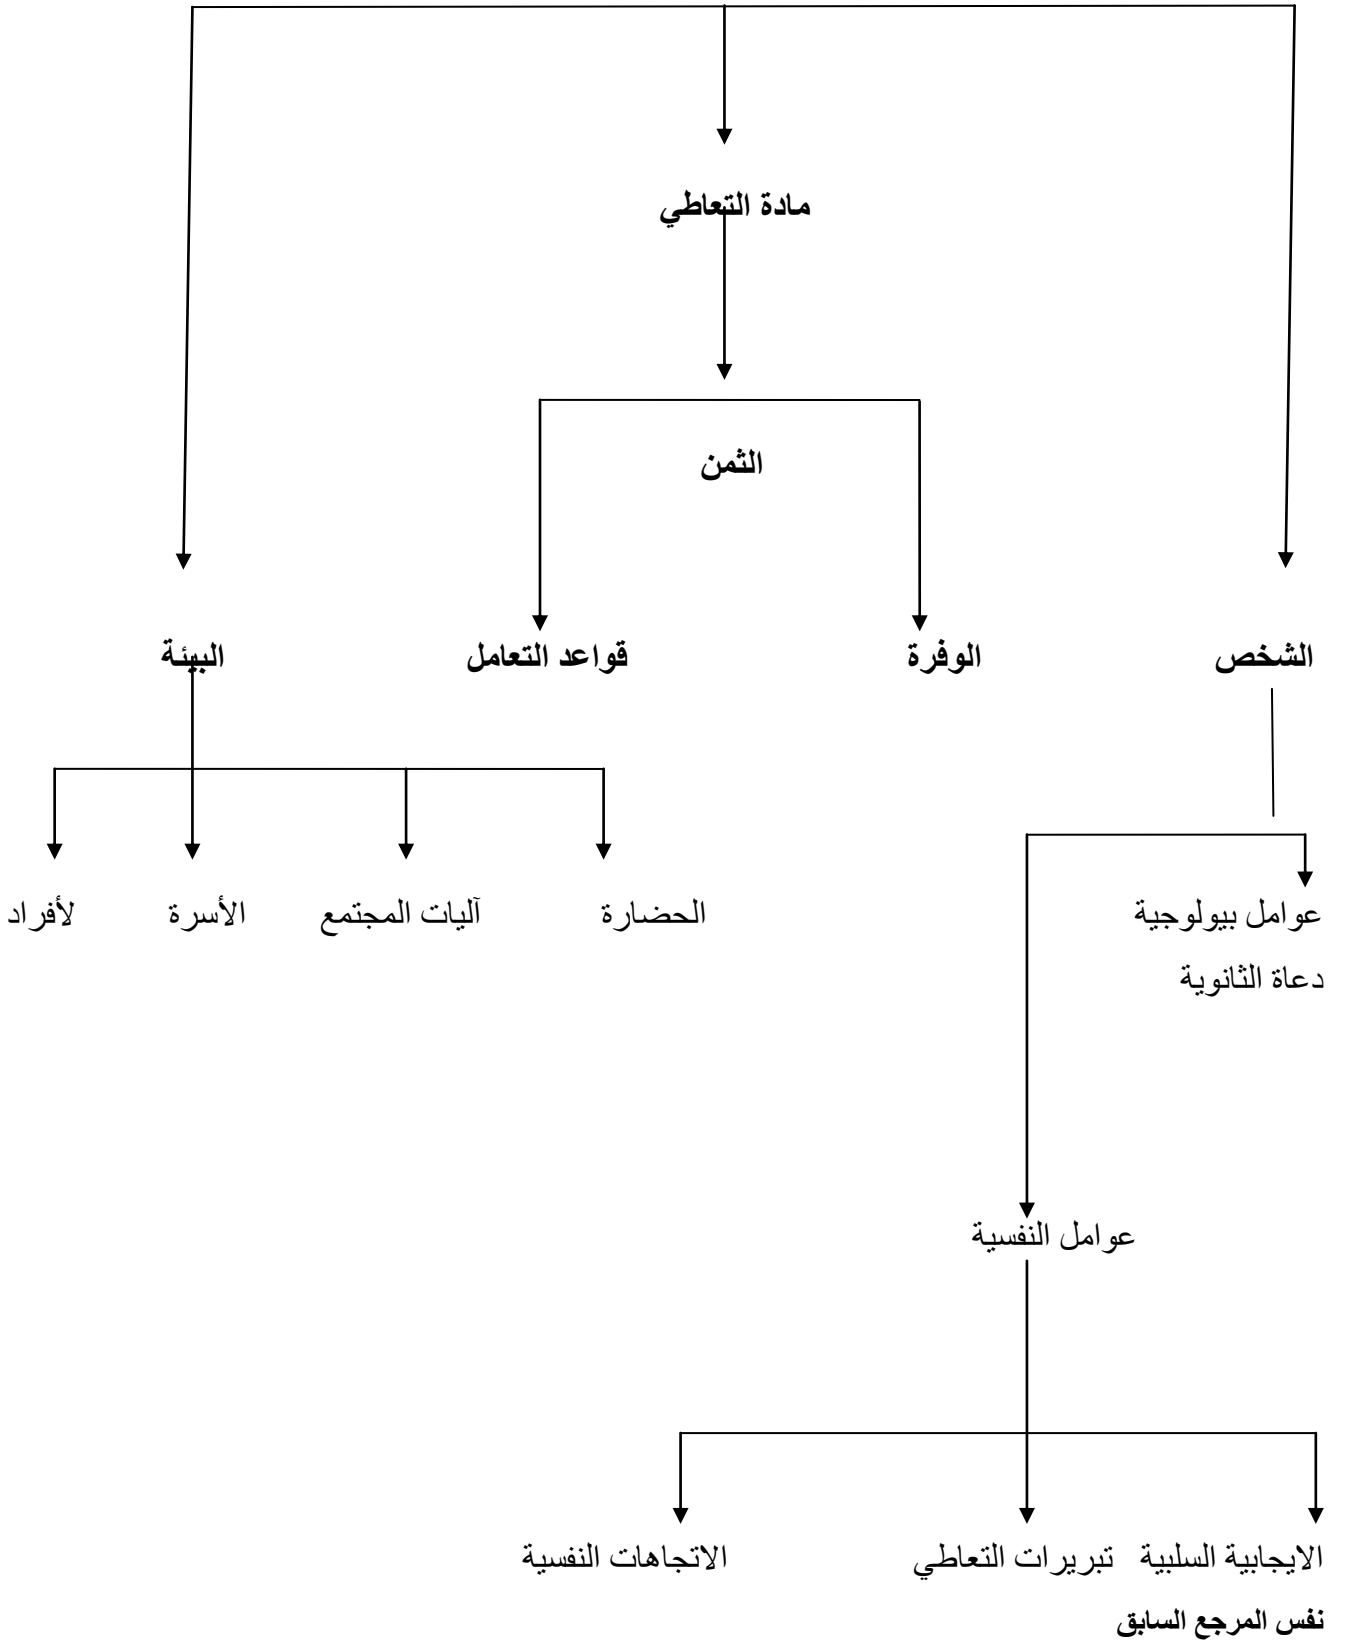 مادة التعاطي
الثمن
الشخص
الوفرة
قواعد التعامل
البيئة
الحضارة
آليات المجتمع
الأسرة
لأفراد
عوامل بيولوجية
دعاة الثانوية
عوامل النفسية
الايجابية السلبية
تبريرات التعاطي
الاتجاهات النفسية
نفس المرجع السابق